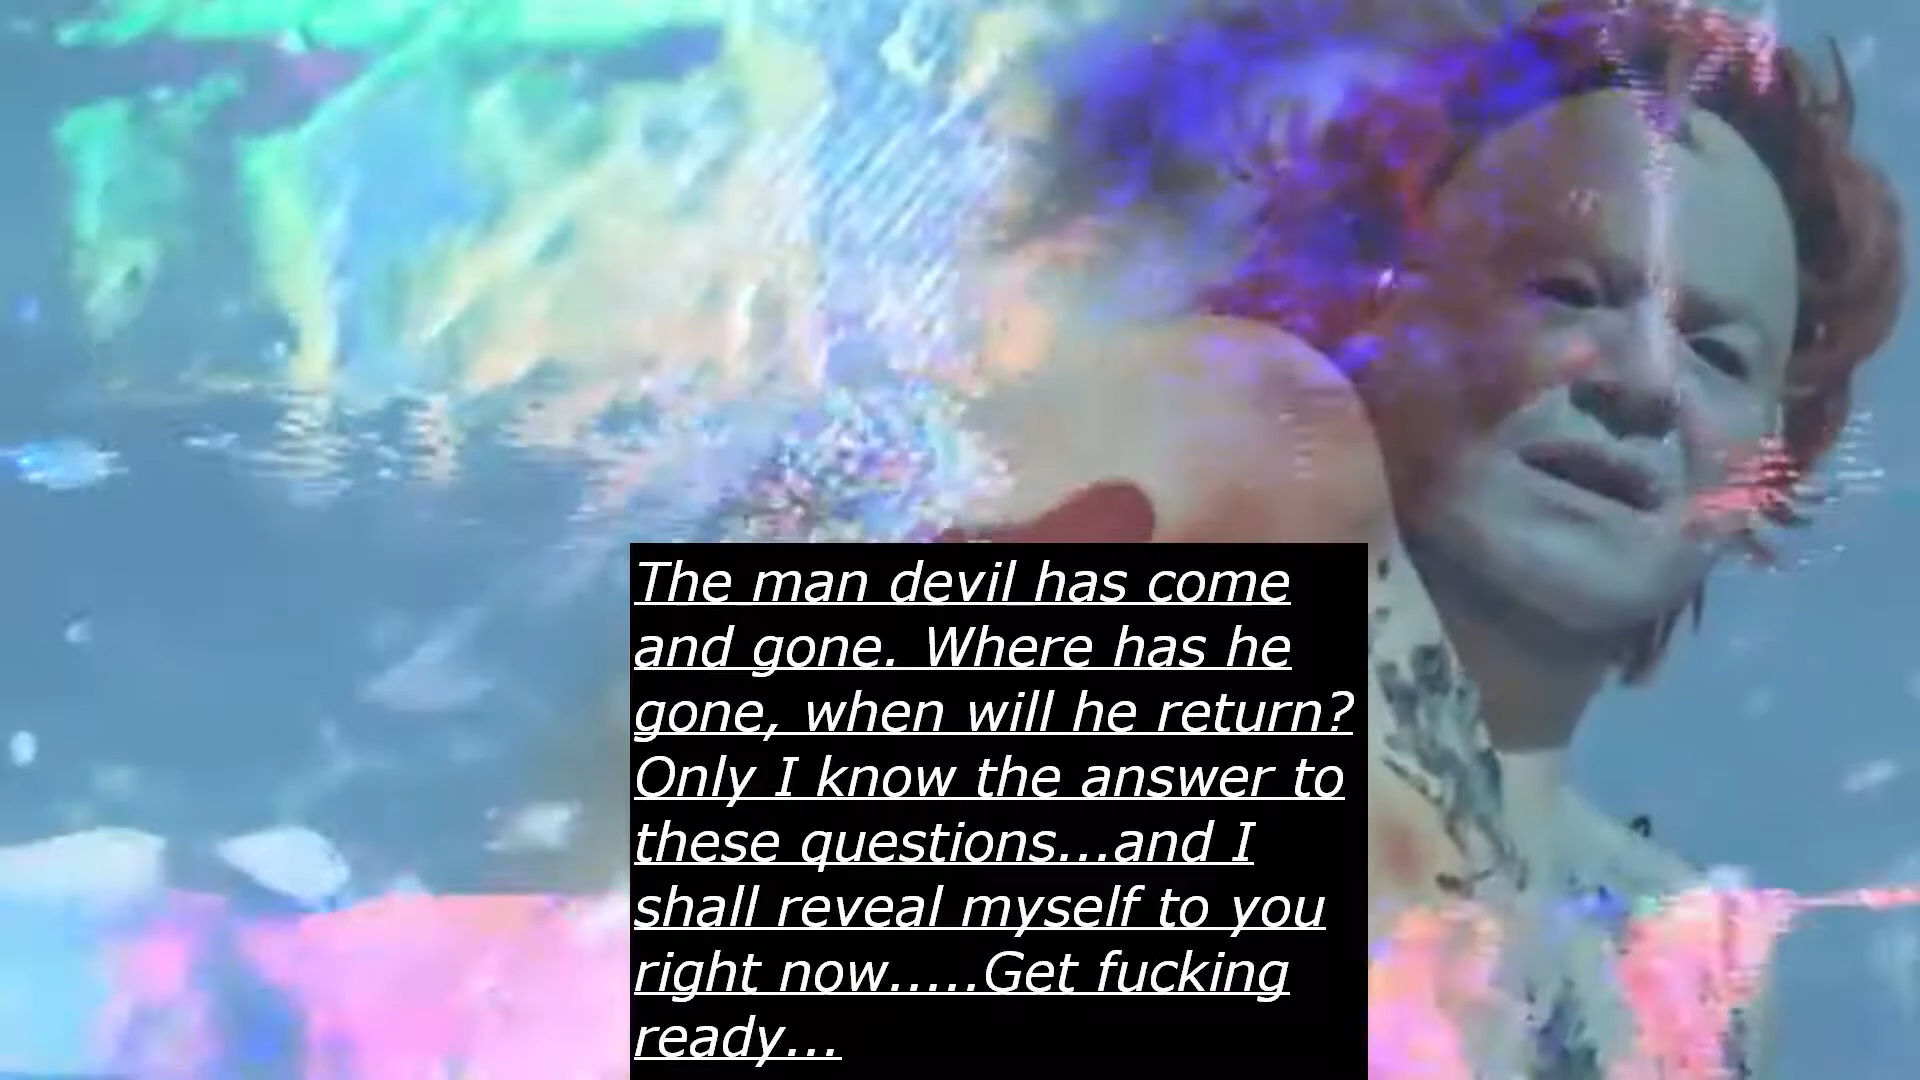 The man devil has come
and gone. Where has he
gone, when will he return?
Only I know the answer to
these questions...and I
shall reveal myself to you
right now.....Get fucking
ready...